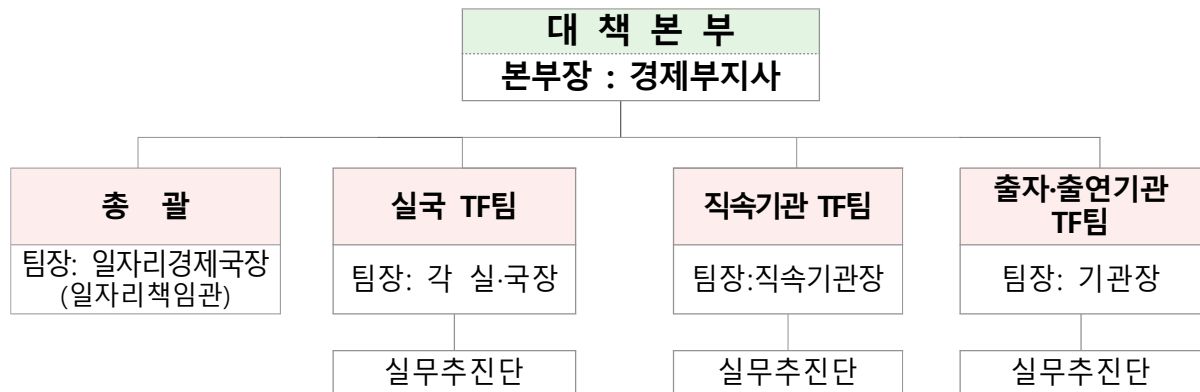 대 책 본 부
본부장 : 경제부지사
총 괄
팀장: 일자리경제국장
(일자리책임관)
실국 TF팀
팀장: 각 실·국장
실무추진단
직속기관 TF팀
팀장:직속기관장
실무추진단
출자·출연기관
TF팀
팀장: 기관장
실무추진단